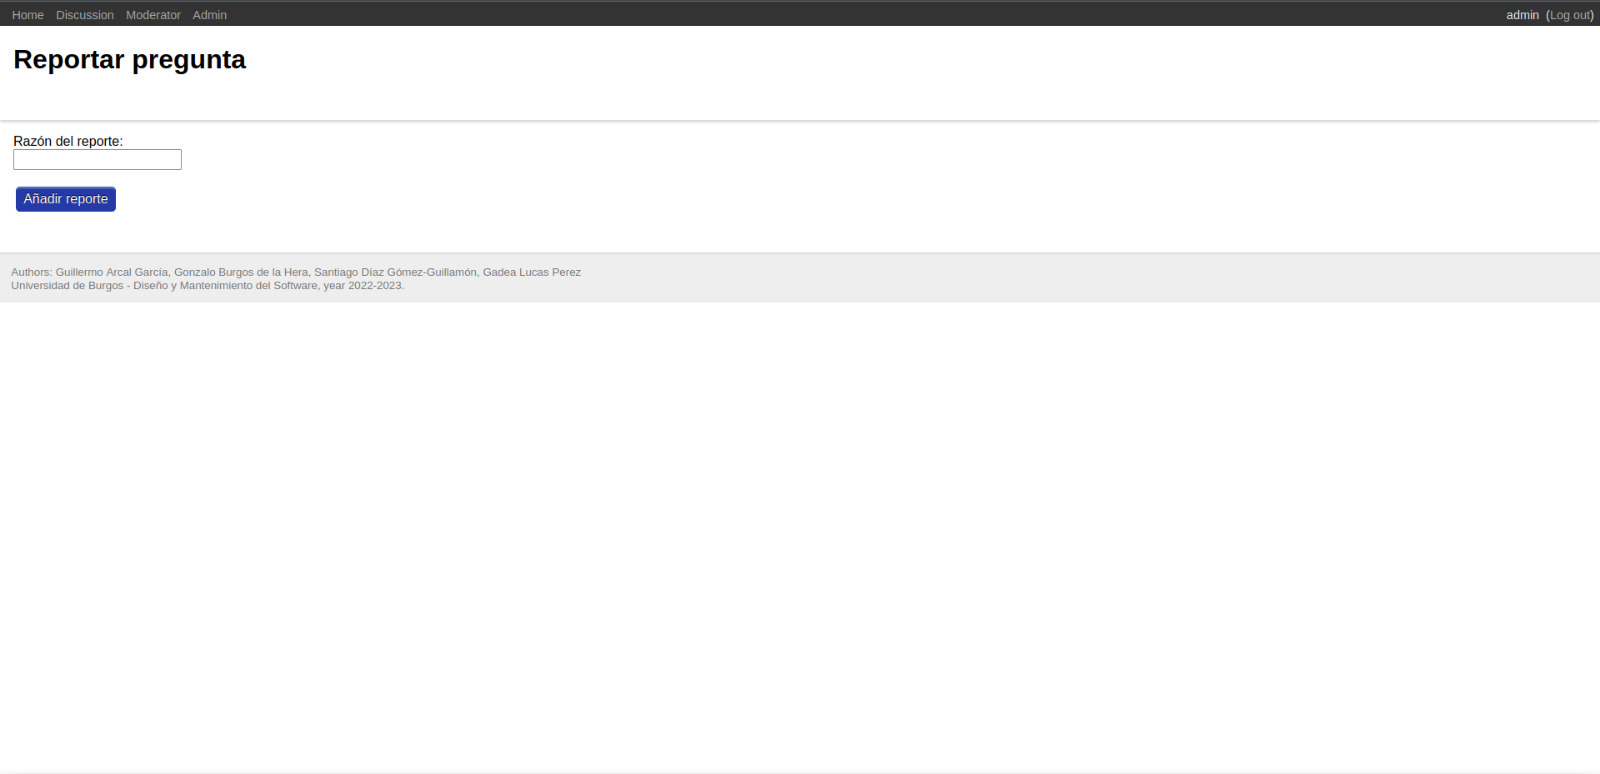 Home Discussion Moderator Admin admin (Log out)
Reportar pregunta
Razón del reporte:
Añadir reporte
Authors: Guillermo Arcal García, Gonzalo Burgos de la Hera, Santiago Díaz Gómez-Guillamón, Gadea Lucas Perez
Universidad de Burgos - Diseño y Mantenimiento del Software, year 2022-2023.